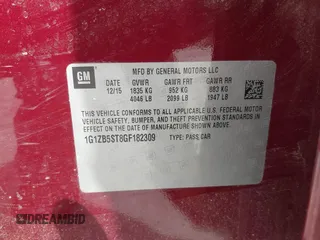 GM
MFD BY GENERAL MOTORS LLC
DATE GVWR GAWR FRT GAWR RR
12/15 1835 KG 952 KG 883 KG
4046 LB 2099 LB 1947 LB
THIS VEHICLE CONFORMS TO ALL APPLICABLE U.S. FEDERAL MOTOR
VEHICLE SAFETY, BUMPER, AND THEFT PREVENTION STANDARDS IN
EFFECT ON THE DATE OF MANUFACTURE SHOWN ABOVE.
1G1ZB5ST8GF182309 TYPE: PASS CAR
DREAMBID